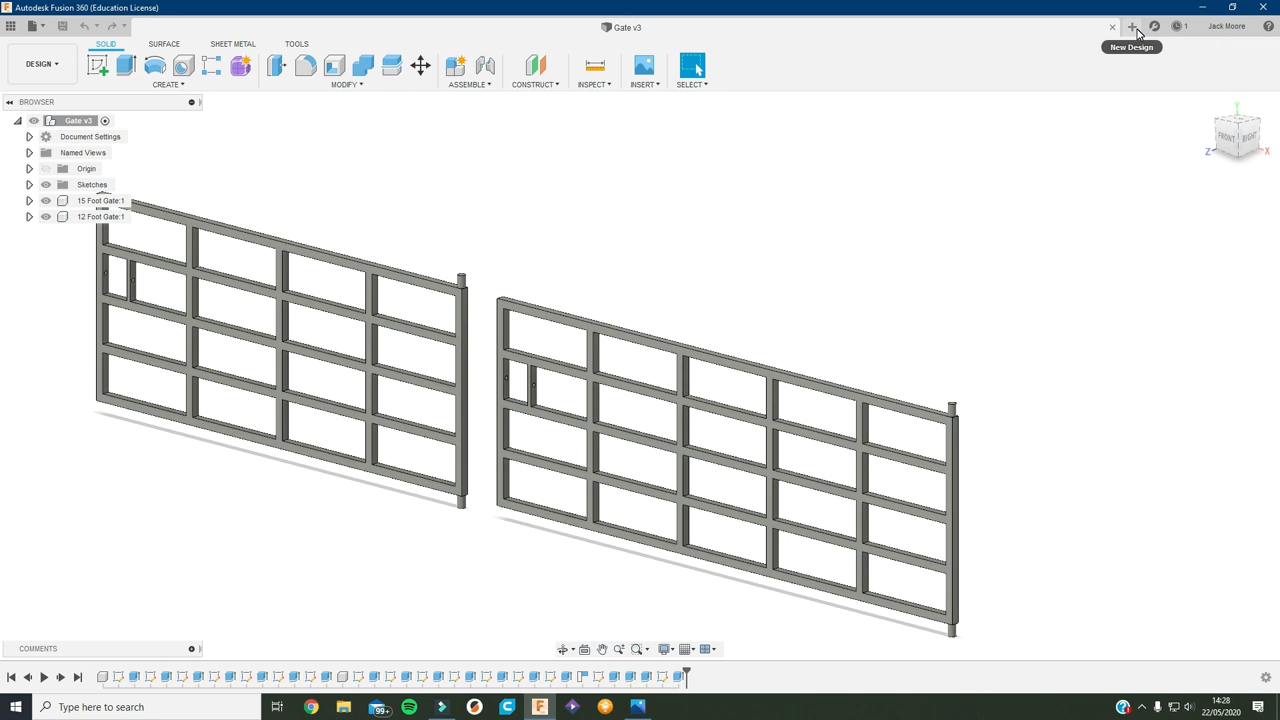 Autodesk Fusion 360 (Education License)
Gate v3
1
Jack Moore
New Design
SOLID
SURFACE
SHEET METAL
TOOLS
DESIGN
CREATE
MODIFY
ASSEMBLE
CONSTRUCT
INSPECT
INSERT
SELECT
BROWSER
Gate v3
Document Settings
Named Views
Origin
Sketches
15 Foot Gate:1
12 Foot Gate:1
Y
FRONT
RIGHT
Z
X
COMMENTS
Type here to search
99+
14:28
22/05/2020